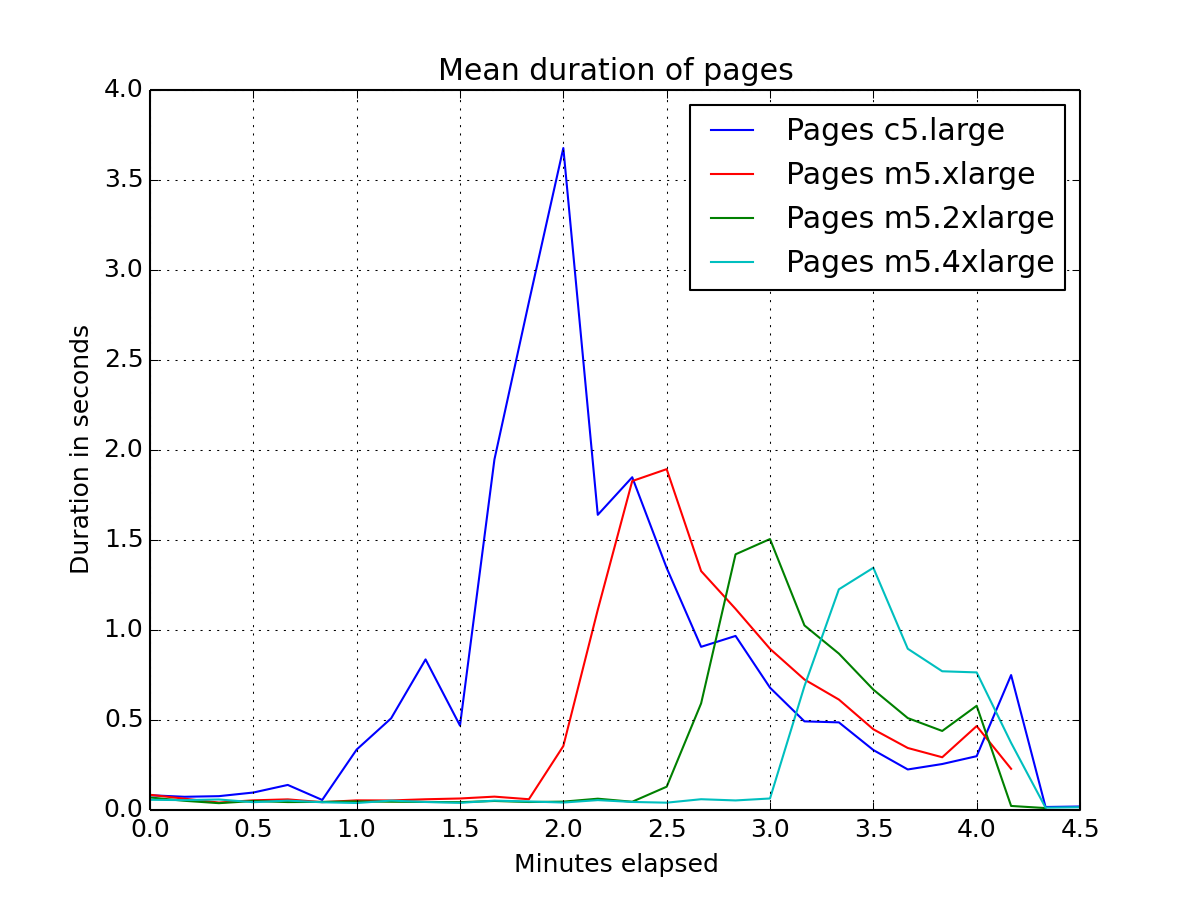 Mean duration of pages
Pages c5.large
Pages m5.xlarge
Pages m5.2xlarge
Pages m5.4xlarge
Duration in seconds
4.0
3.5
3.0
2.5
2.0
1.5
1.0
0.5
0.0
0.0 0.5 1.0 1.5 2.0 2.5 3.0 3.5 4.0 4.5
Minutes elapsed